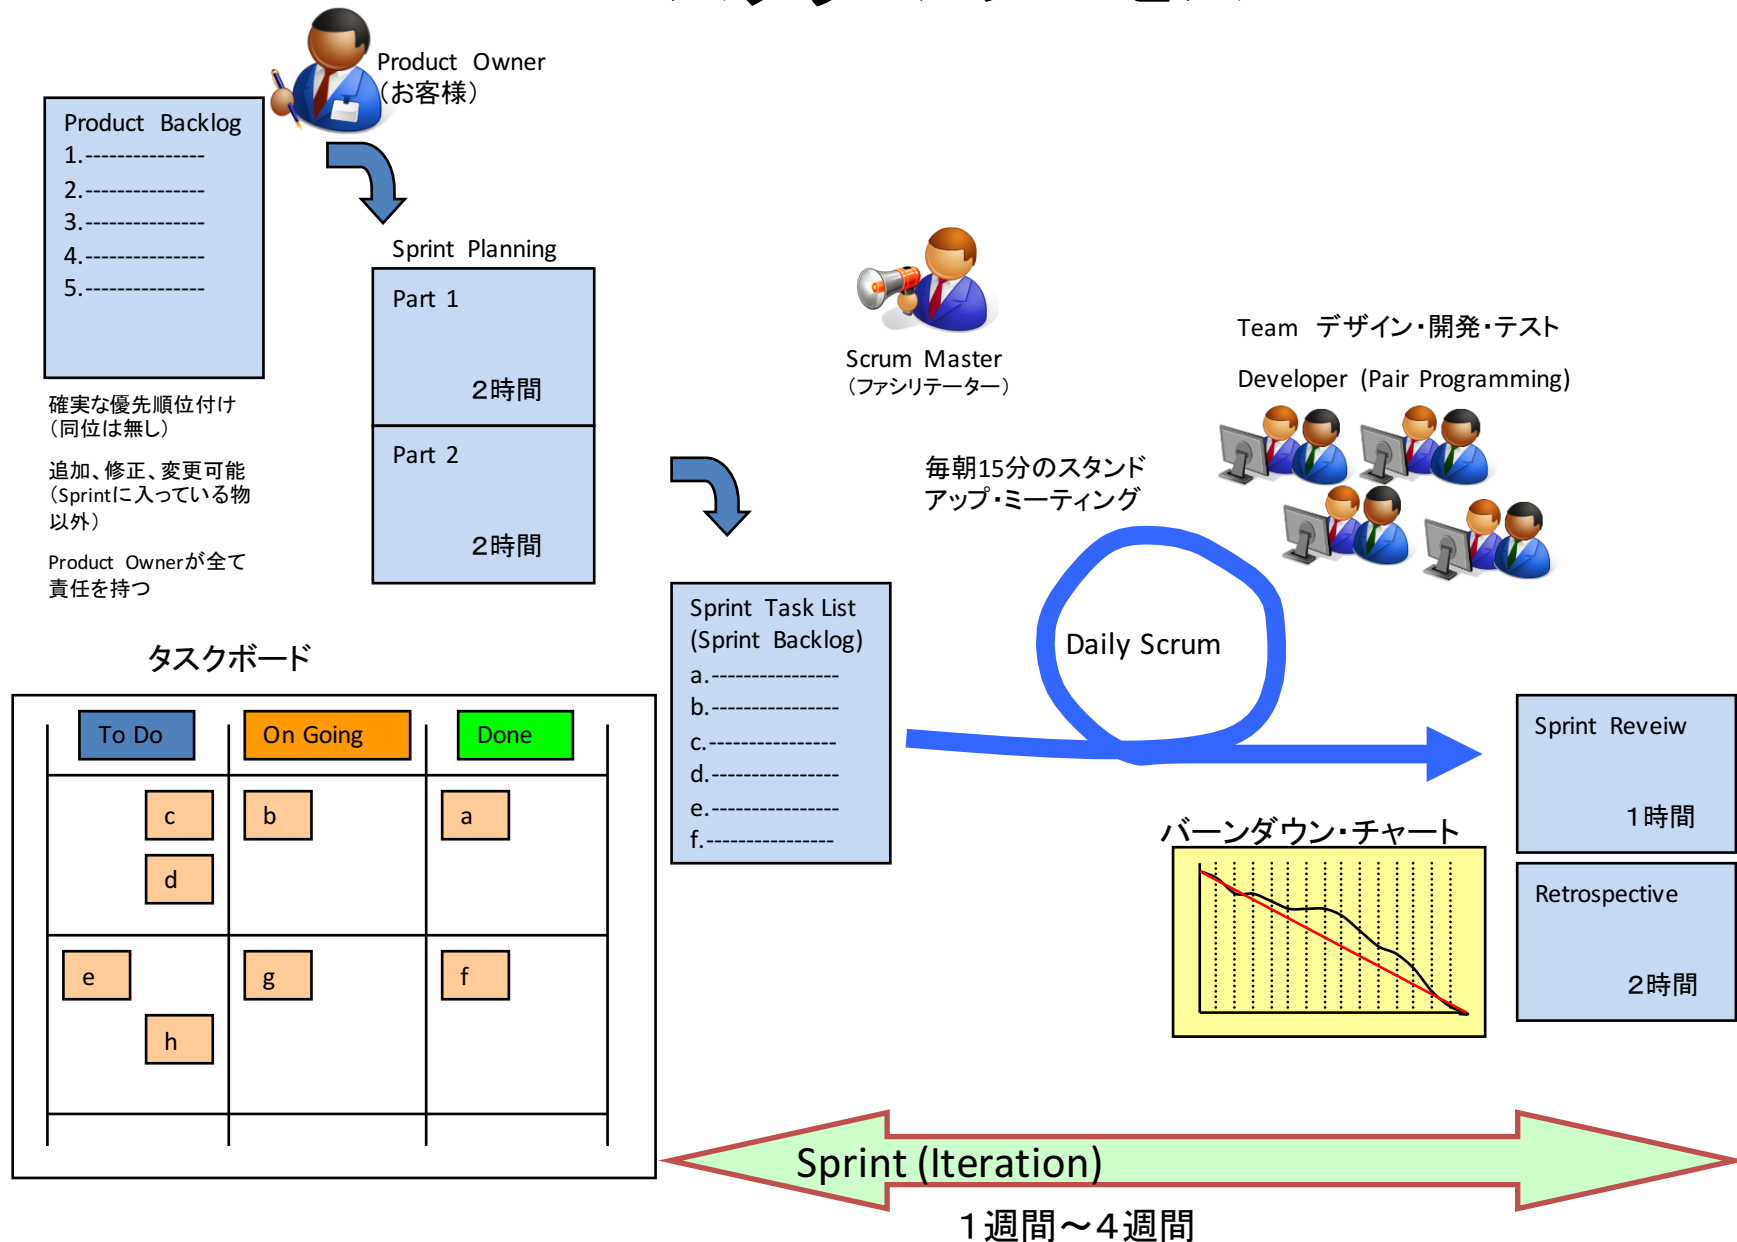 Product Owner
（お客様）
Product Backlog
1.---------------
2.---------------
3.---------------
4.---------------
5.---------------
確実な優先順位付け
（同位は無し）
追加、修正、変更可能
（Sprintに入っている物
以外）
Product Ownerが全て
責任を持つ
Sprint Planning
Part 1
２時間
Part 2
２時間
Scrum Master
（ファシリテーター）
Team デザイン・開発・テスト
Developer (Pair Programming)
毎朝15分のスタンド
アップ・ミーティング
Daily Scrum
Sprint Task List
(Sprint Backlog)
a.----------------
b.----------------
c.----------------
d.----------------
e.----------------
f.----------------
タスクボード
To Do
On Going
Done
c
b
a
d
e
g
f
h
バーンダウン・チャート
Sprint Reveiw
１時間
Retrospective
２時間
Sprint (Iteration)
１週間～４週間